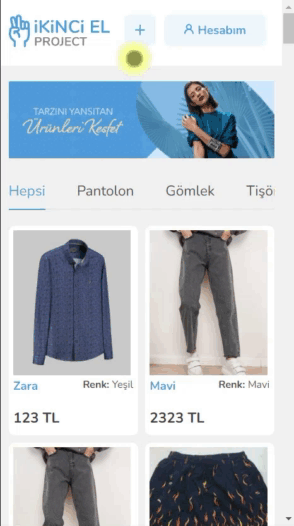 iKiNCi EL
PROJECT
+
Hesabım
TARZINI YANSITAN
Ürünleri Keşfet
Hepsi Pantolon Gömlek Tişö
Zara Renk: Yeşil
123 TL
Mavi Renk: Mavi
2323 TL